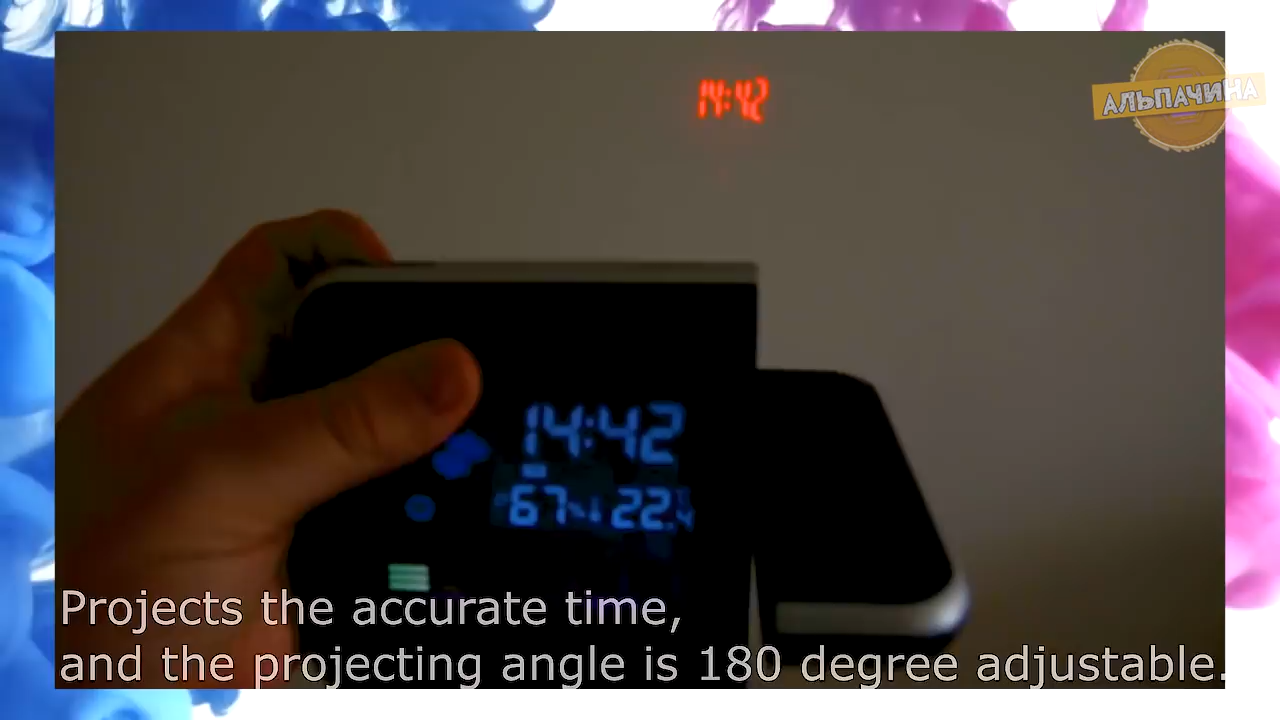 14:42
АЛЬПАЧИНА
14:42
67% 22.4
Projects the accurate time,
and the projecting angle is 180 degree adjustable.